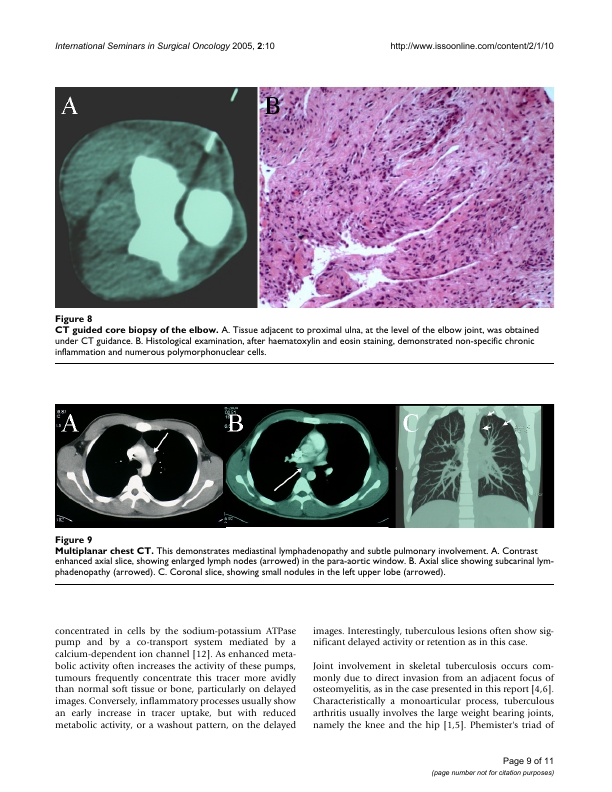 International Seminars in Surgical Oncology 2005, 2:10 http://www.issoonline.com/content/2/1/10
A B
Figure 8
CT guided core biopsy of the elbow. A. Tissue adjacent to proximal ulna, at the level of the elbow joint, was obtained
under CT guidance. B. Histological examination, after haematoxylin and eosin staining, demonstrated non-specific chronic
inflammation and numerous polymorphonuclear cells.
A B C
Figure 9
Multiplanar chest CT. This demonstrates mediastinal lymphadenopathy and subtle pulmonary involvement. A. Contrast
enhanced axial slice, showing enlarged lymph nodes (arrowed) in the para-aortic window. B. Axial slice showing subcarinal lym-
phadenopathy (arrowed). C. Coronal slice, showing small nodules in the left upper lobe (arrowed).
concentrated in cells by the sodium-potassium ATPase
pump and by a co-transport system mediated by a
calcium-dependent ion channel [12]. As enhanced meta-
bolic activity often increases the activity of these pumps,
tumours frequently concentrate this tracer more avidly
than normal soft tissue or bone, particularly on delayed
images. Conversely, inflammatory processes usually show
an early increase in tracer uptake, but with reduced
metabolic activity, or a washout pattern, on the delayed
images. Interestingly, tuberculous lesions often show sig-
nificant delayed activity or retention as in this case.
Joint involvement in skeletal tuberculosis occurs com-
monly due to direct invasion from an adjacent focus of
osteomyelitis, as in the case presented in this report [4,6].
Characteristically a monoarticular process, tuberculous
arthritis usually involves the large weight bearing joints,
namely the knee and the hip [1,5]. Phemister's triad of
Page 9 of 11
(page number not for citation purposes)